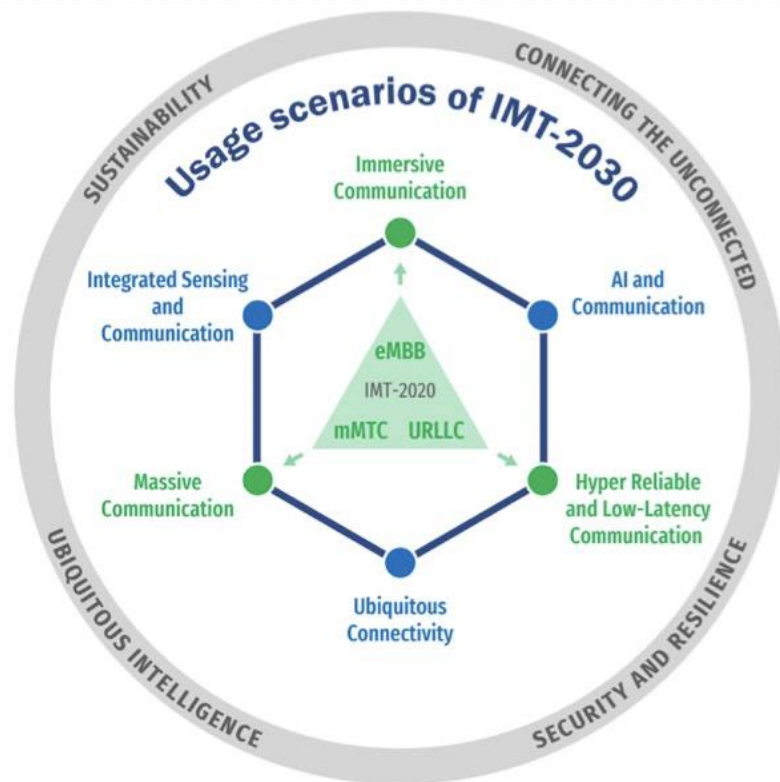 SUSTAINABILITY
CONNECTING THE UNCONNECTED
Usage scenarios of IMT-2030
Immersive
Communication
Integrated Sensing
and
Communication
AI and
Communication
eMBB
IMT-2020
mMTC URLLC
Massive
Communication
Hyper Reliable
and Low-Latency
Communication
Ubiquitous
Connectivity
UBIQUITOUS INTELLIGENCE
SECURITY AND RESILIENCE